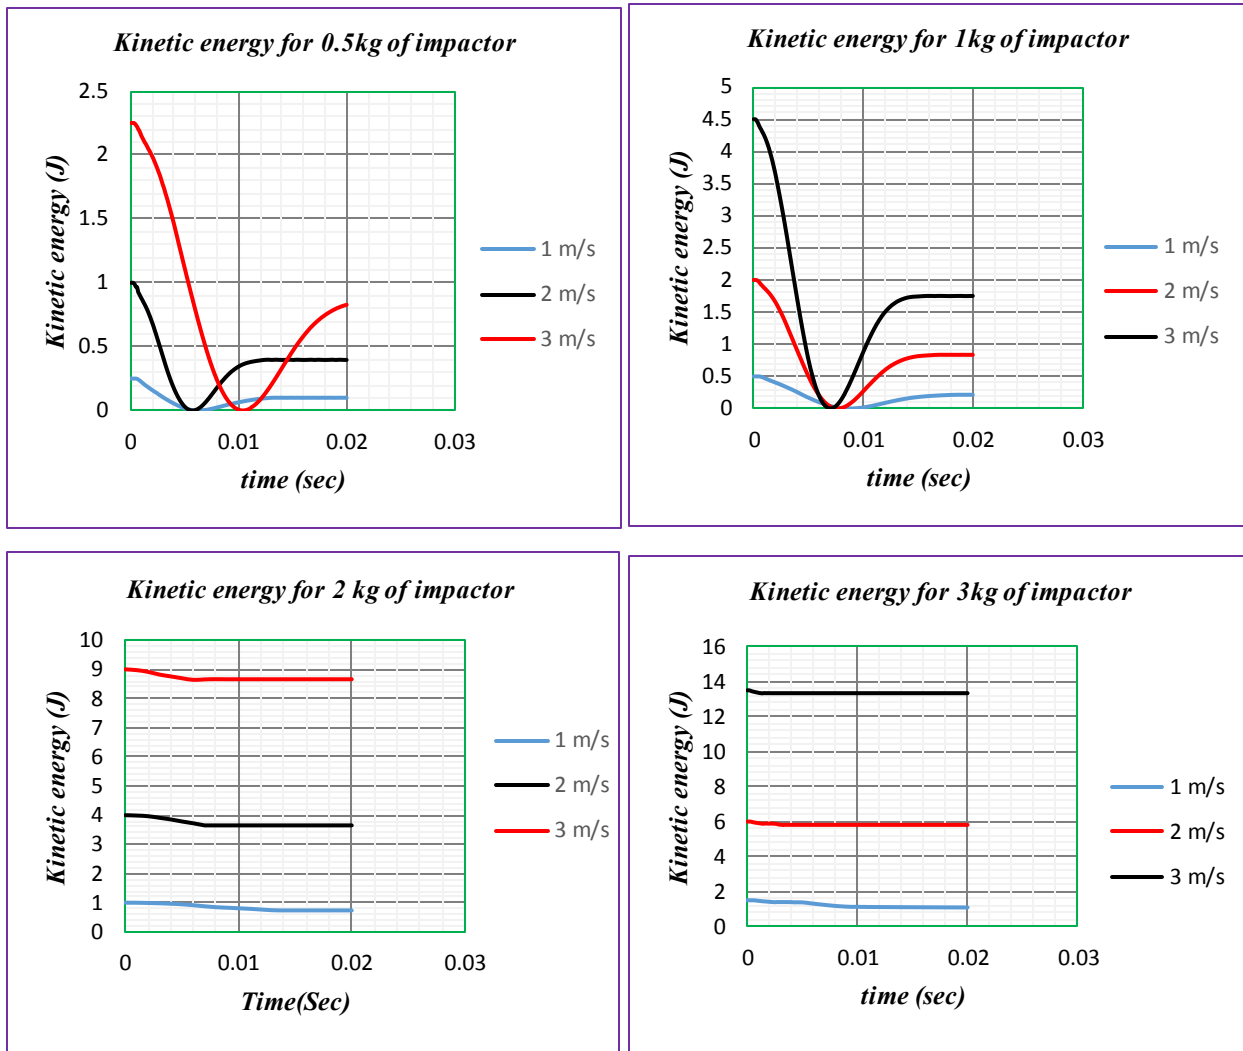 Kinetic energy for 0.5kg of impactor
2.5
2
1.5
1
0.5
0
Kinetic energy (J)
0 0.01 0.02 0.03
time (sec)
1 m/s
2 m/s
3 m/s
Kinetic energy for 1kg of impactor
5
4.5
4
3.5
3
2.5
2
1.5
1
0.5
0
Kinetic energy (J)
0 0.01 0.02 0.03
time (sec)
1 m/s
2 m/s
3 m/s
Kinetic energy for 2 kg of impactor
10
9
8
7
6
5
4
3
2
1
0
Kinetic energy (J)
0 0.01 0.02 0.03
Time(Sec)
1 m/s
2 m/s
3 m/s
Kinetic energy for 3kg of impactor
16
14
12
10
8
6
4
2
0
Kinetic energy (J)
0 0.01 0.02 0.03
time (sec)
1 m/s
2 m/s
3 m/s